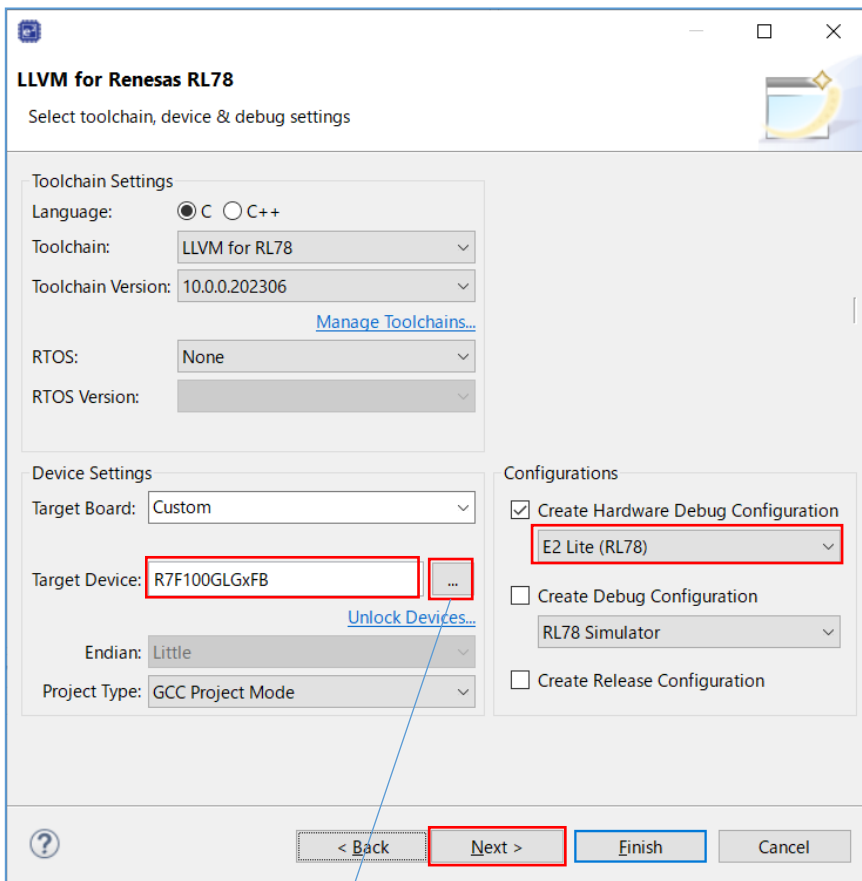 LLVM for Renesas RL78
Select toolchain, device & debug settings
Toolchain Settings
Language: C C++
Toolchain: LLVM for RL78
Toolchain Version: 10.0.0.202306
Manage Toolchains...
RTOS: None
RTOS Version:
Device Settings
Target Board: Custom
Target Device: R7F100GLGxFB ...
Unlock Devices...
Endian: Little
Project Type: GCC Project Mode
Configurations
Create Hardware Debug Configuration
E2 Lite (RL78)
Create Debug Configuration
RL78 Simulator
Create Release Configuration
? < Back Next > Finish Cancel